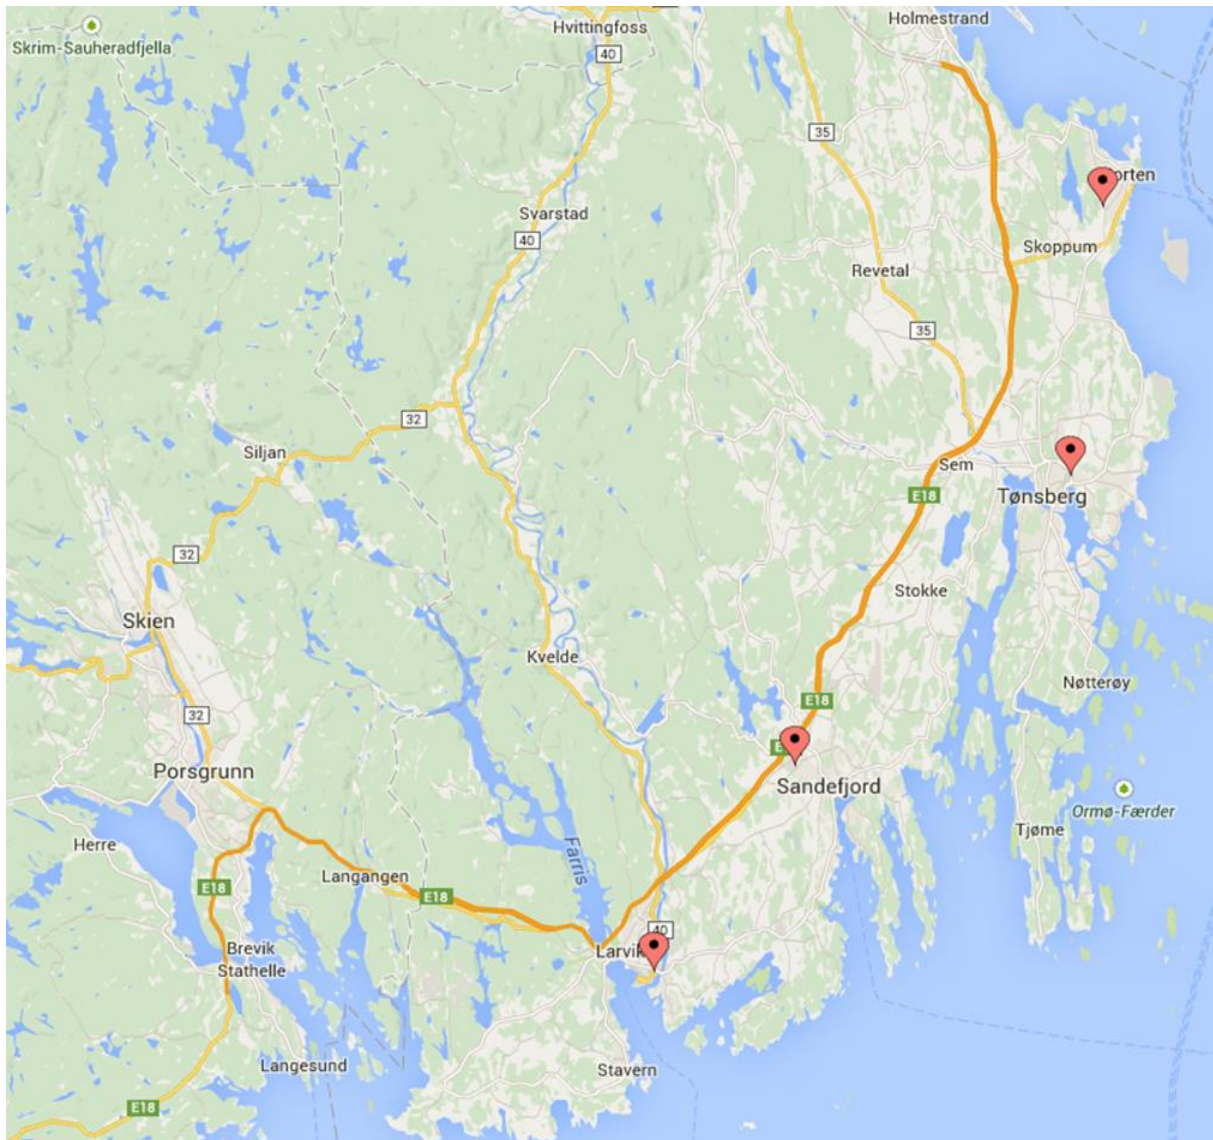 Holmestrand
Hvittingfoss
Skrim-Sauheradfjella
40
35
orten
Svarstad
40
Skoppum
Revetal
35
32
Siljan
Sem
E18
Tønsberg
32
Stokke
Skien
Kvelde
Nøtterøy
E18
32
E
Porsgrunn
Sandefjord
Ormø-Færder
Tjøme
Herre
Farris
Langangen
E18
E18
40
Brevik
Larvik
Stathelle
Langesund
Stavern
E18